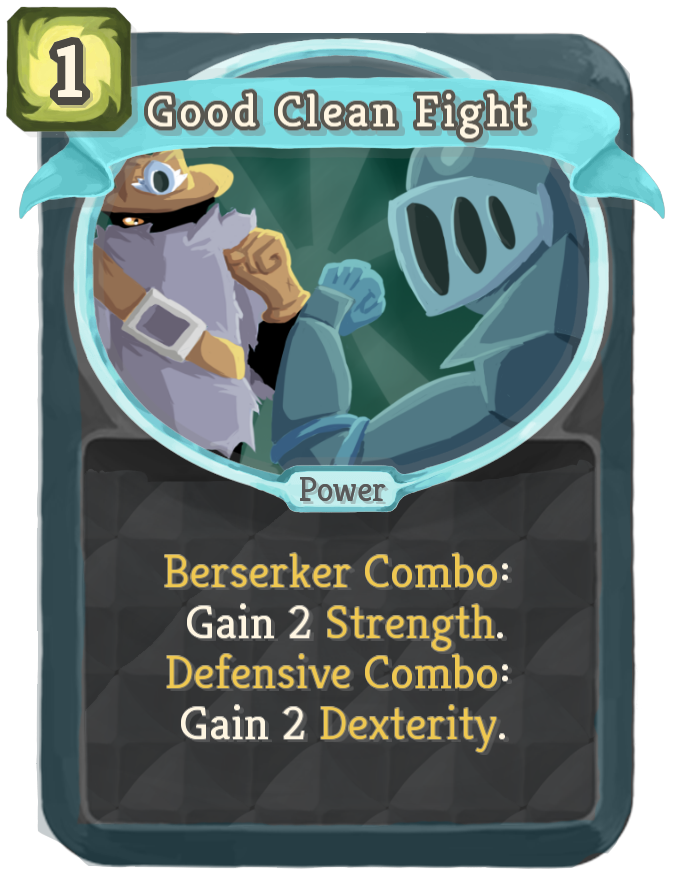 1
Good Clean Fight
Power
Berserker Combo:
Gain 2 Strength.
Defensive Combo:
Gain 2 Dexterity.